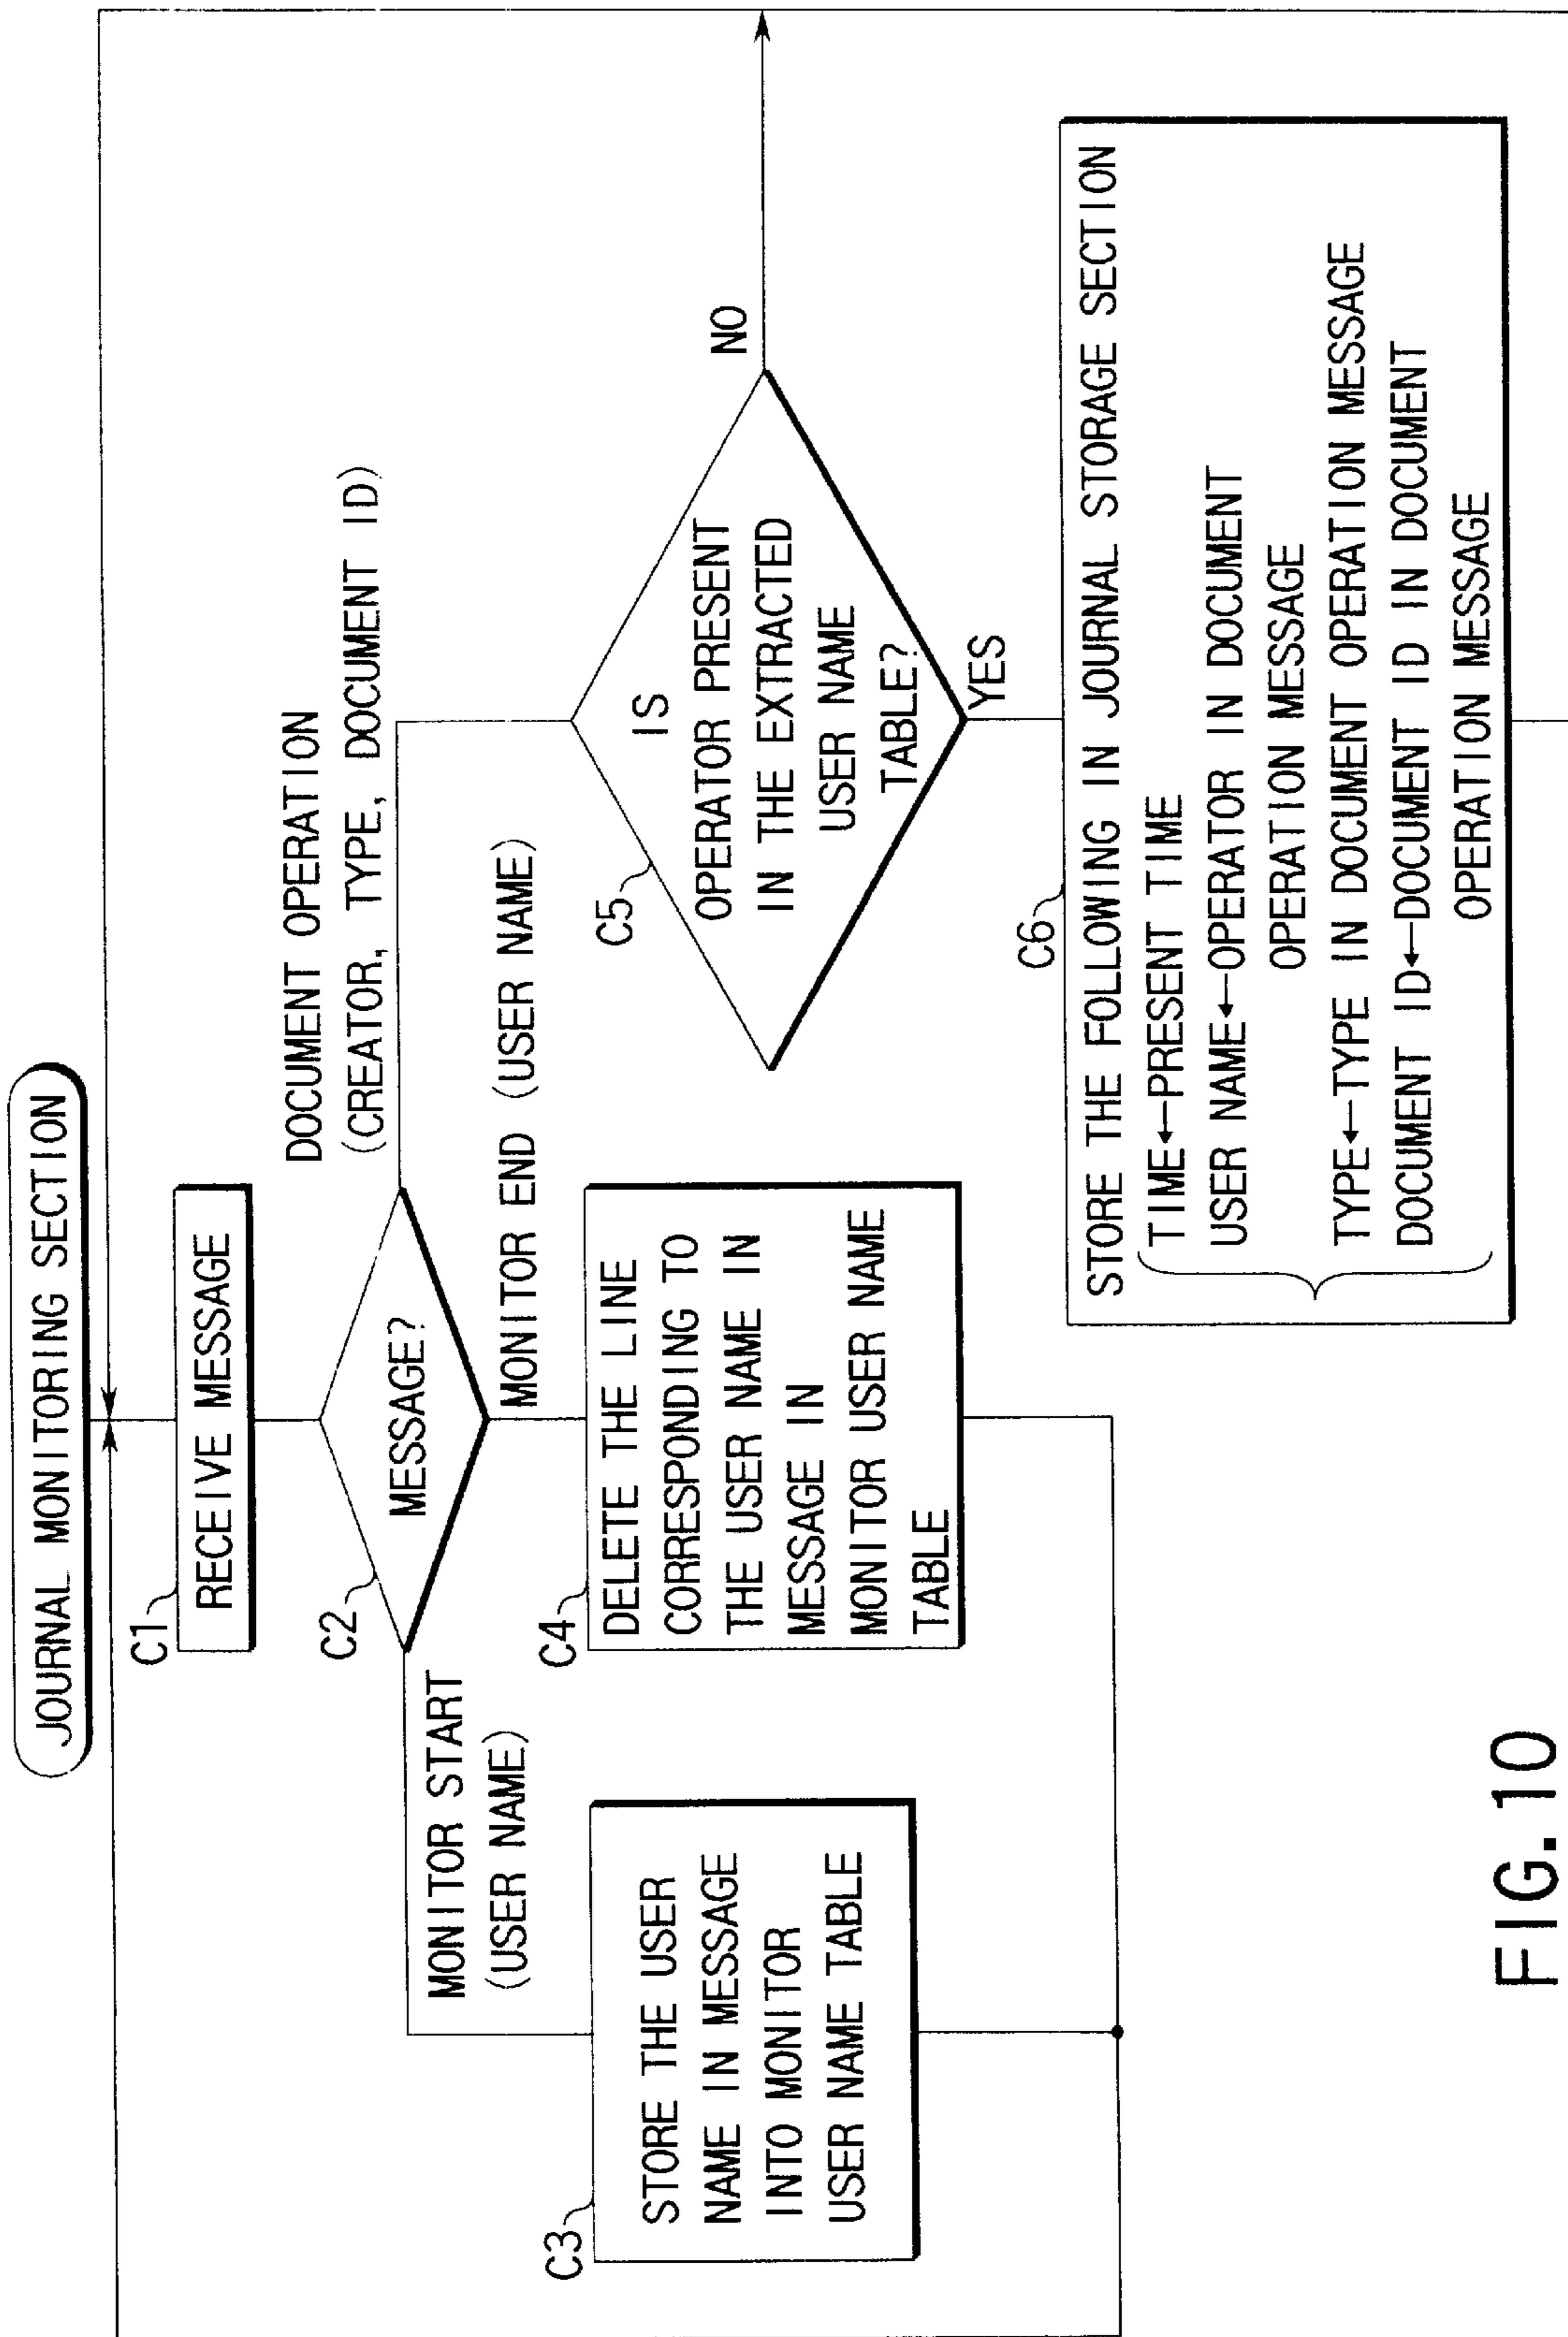 JOURNAL MONITORING SECTION
C1
RECEIVE MESSAGE
C2
MESSAGE?
MONITOR START
(USER NAME)
MONITOR END (USER NAME)
DOCUMENT OPERATION
(CREATOR, TYPE, DOCUMENT ID)
C3
STORE THE USER
NAME IN MESSAGE
INTO MONITOR
USER NAME TABLE
C4
DELETE THE LINE
CORRESPONDING TO
THE USER NAME IN
MESSAGE IN
MONITOR USER NAME
TABLE
C5
IS
OPERATOR PRESENT
IN THE EXTRACTED
USER NAME
TABLE?
NO
YES
C6
STORE THE FOLLOWING IN JOURNAL STORAGE SECTION
TIME←PRESENT TIME
USER NAME←OPERATOR IN DOCUMENT
OPERATION MESSAGE
TYPE←TYPE IN DOCUMENT OPERATION MESSAGE
DOCUMENT ID←DOCUMENT ID IN DOCUMENT
OPERATION MESSAGE
FIG.10